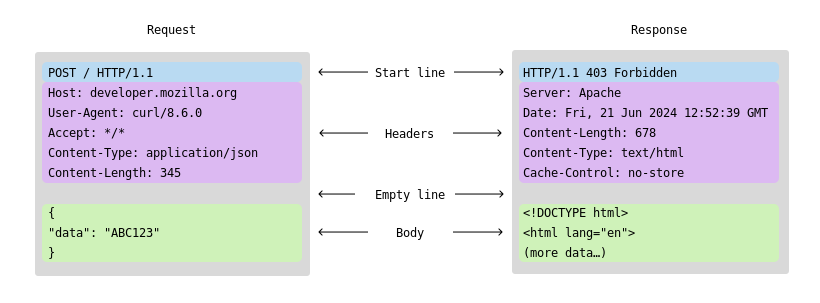 Request
Response
POST / HTTP/1.1
Host: developer.mozilla.org
User-Agent: curl/8.6.0
Accept: */*
Content-Type: application/json
Content-Length: 345
{
"data": "ABC123"
}
Start line
Headers
Empty line
Body
HTTP/1.1 403 Forbidden
Server: Apache
Date: Fri, 21 Jun 2024 12:52:39 GMT
Content-Length: 678
Content-Type: text/html
Cache-Control: no-store
<!DOCTYPE html>
<html lang="en">
(more data…)